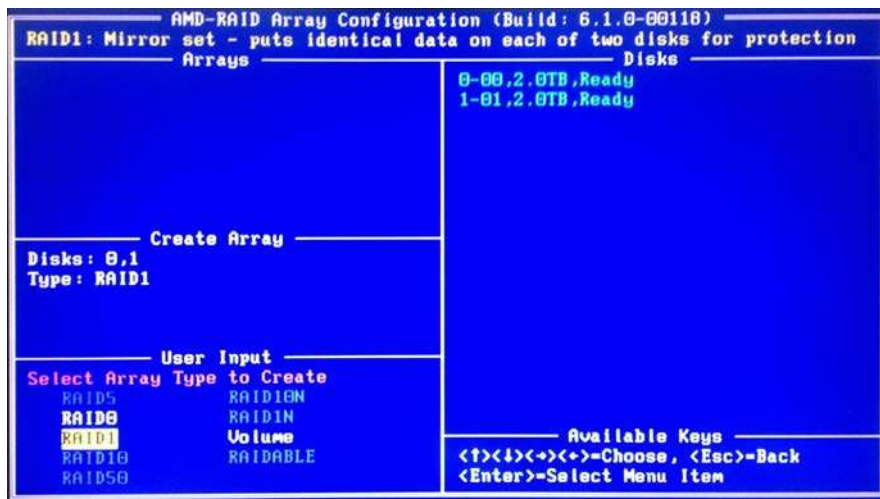 AMD-RAID Array Configuration (Build: 6.1.0-00118)
RAID1: Mirror set - puts identical data on each of two disks for protection
Arrays
Disks
0-00,2.0TB,Ready
1-01,2.0TB,Ready
Create Array
Disks: 0,1
Type: RAID1
User Input
Select Array Type to Create
RAID5 RAID10N
RAID0 RAID1N
RAID1 Volume
RAID10 RAIDABLE
RAID50
Available Keys
<↑><↓><→><←>=Choose, <Esc>=Back
<Enter>=Select Menu Item